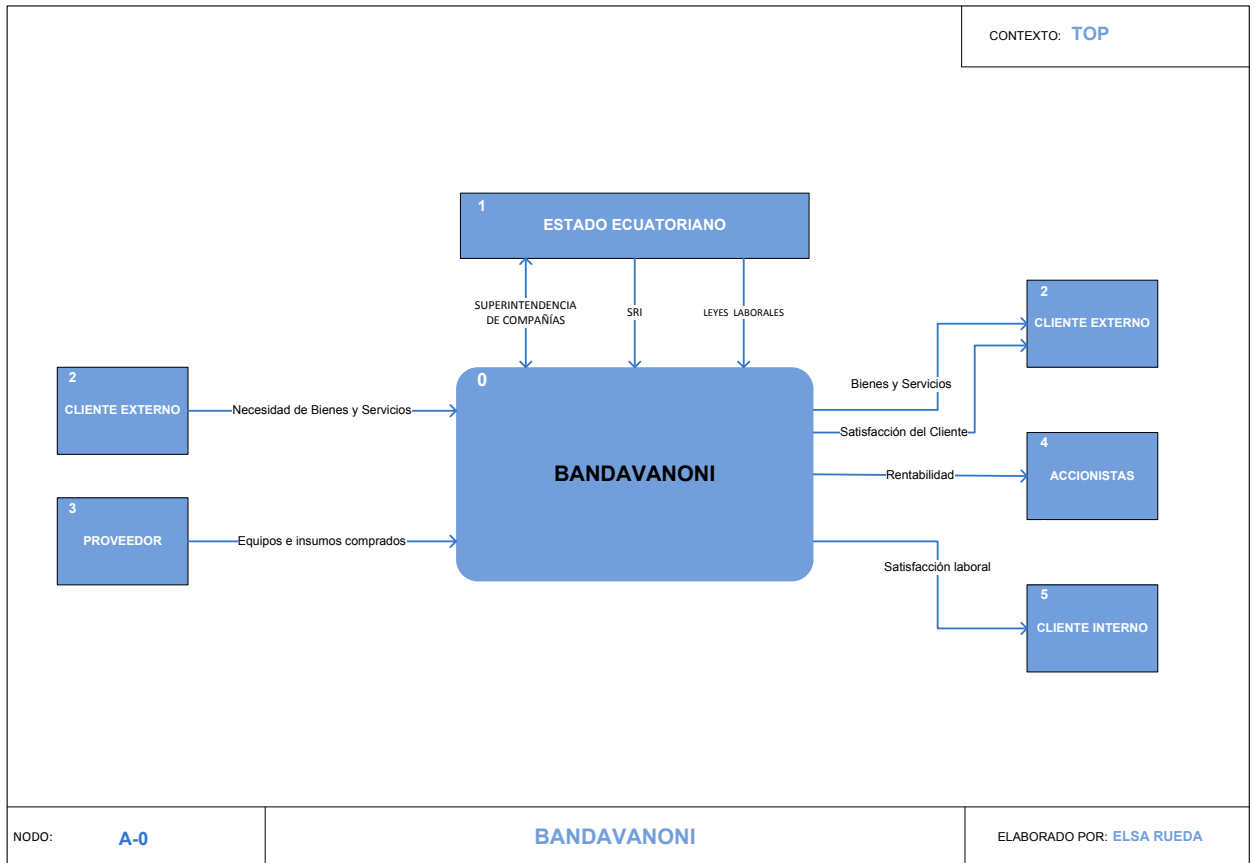 CONTEXTO: TOP
1
ESTADO ECUATORIANO
SUPERINTENDENCIA
DE COMPAÑÍAS
SRI
LEYES LABORALES
2
CLIENTE EXTERNO
Necesidad de Bienes y Servicios
3
PROVEEDOR
Equipos e insumos comprados
0
BANDAVANONI
Bienes y Servicios
Satisfacción del Cliente
Rentabilidad
Satisfacción laboral
2
CLIENTE EXTERNO
4
ACCIONISTAS
5
CLIENTE INTERNO
NODO: A-0
BANDAVANONI
ELABORADO POR: ELSA RUEDA